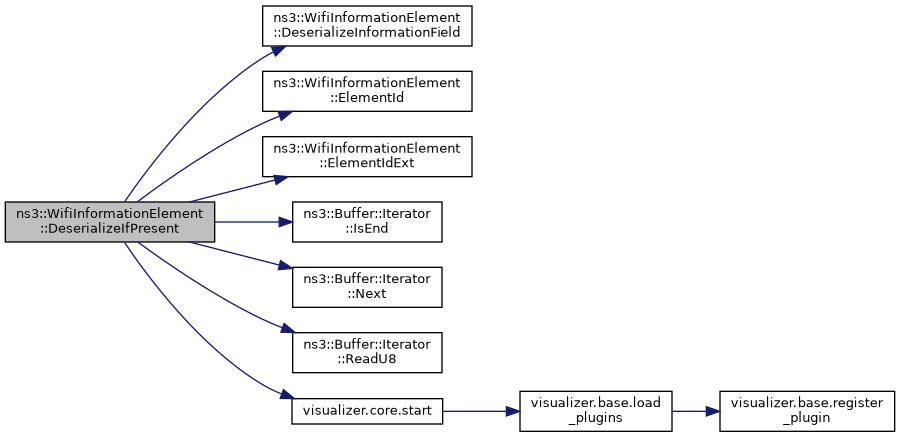 ns3::WifiInformationElement
::DeserializeInformationField
ns3::WifiInformationElement
::ElementId
ns3::WifiInformationElement
::ElementIdExt
ns3::WifiInformationElement
::DeserializeIfPresent
ns3::Buffer::Iterator
::IsEnd
ns3::Buffer::Iterator
::Next
ns3::Buffer::Iterator
::ReadU8
visualizer.core.start
visualizer.base.load
_plugins
visualizer.base.register
_plugin